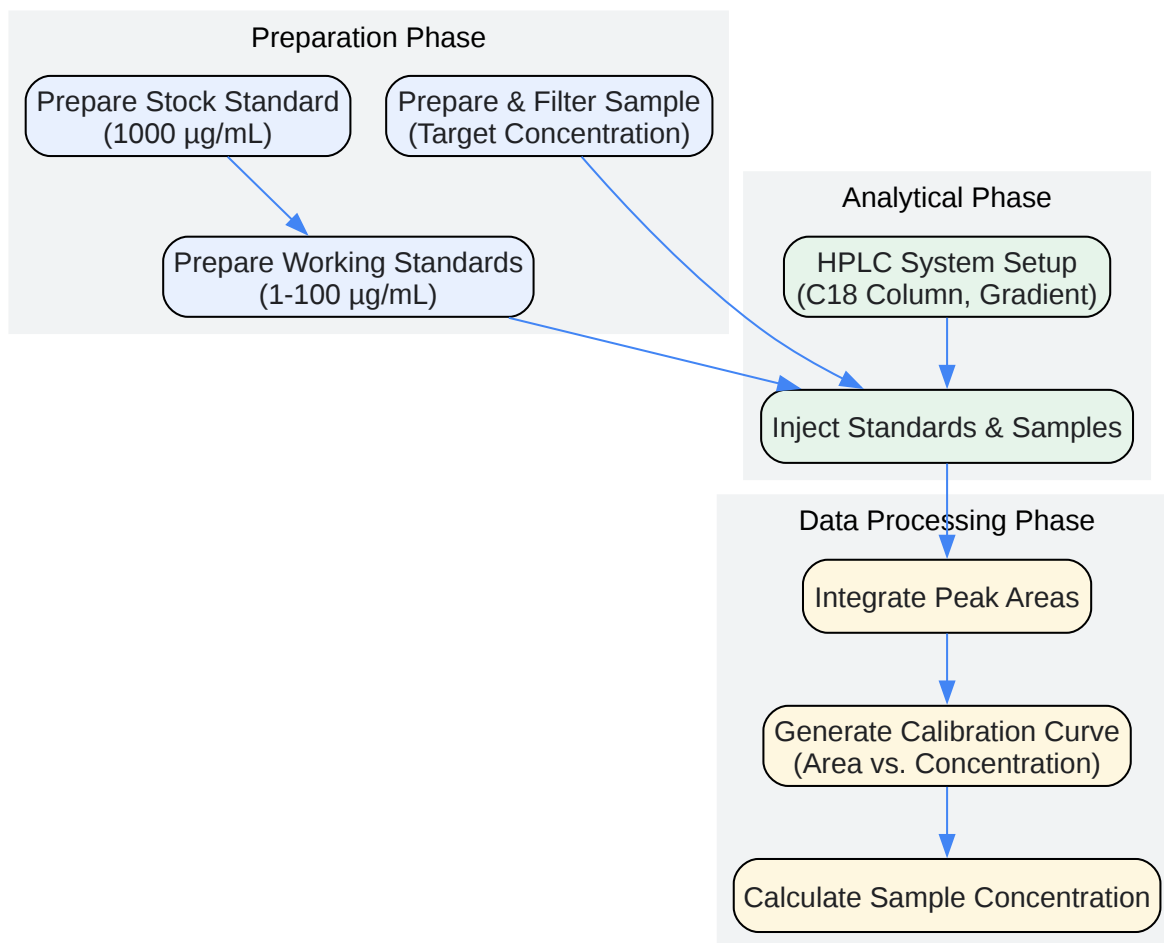 Preparation Phase
Prepare Stock Standard
(1000 µg/mL)
Prepare & Filter Sample
(Target Concentration)
Prepare Working Standards
(1-100 µg/mL)
Analytical Phase
HPLC System Setup
(C18 Column, Gradient)
Inject Standards & Samples
Data Processing Phase
Integrate Peak Areas
Generate Calibration Curve
(Area vs. Concentration)
Calculate Sample Concentration